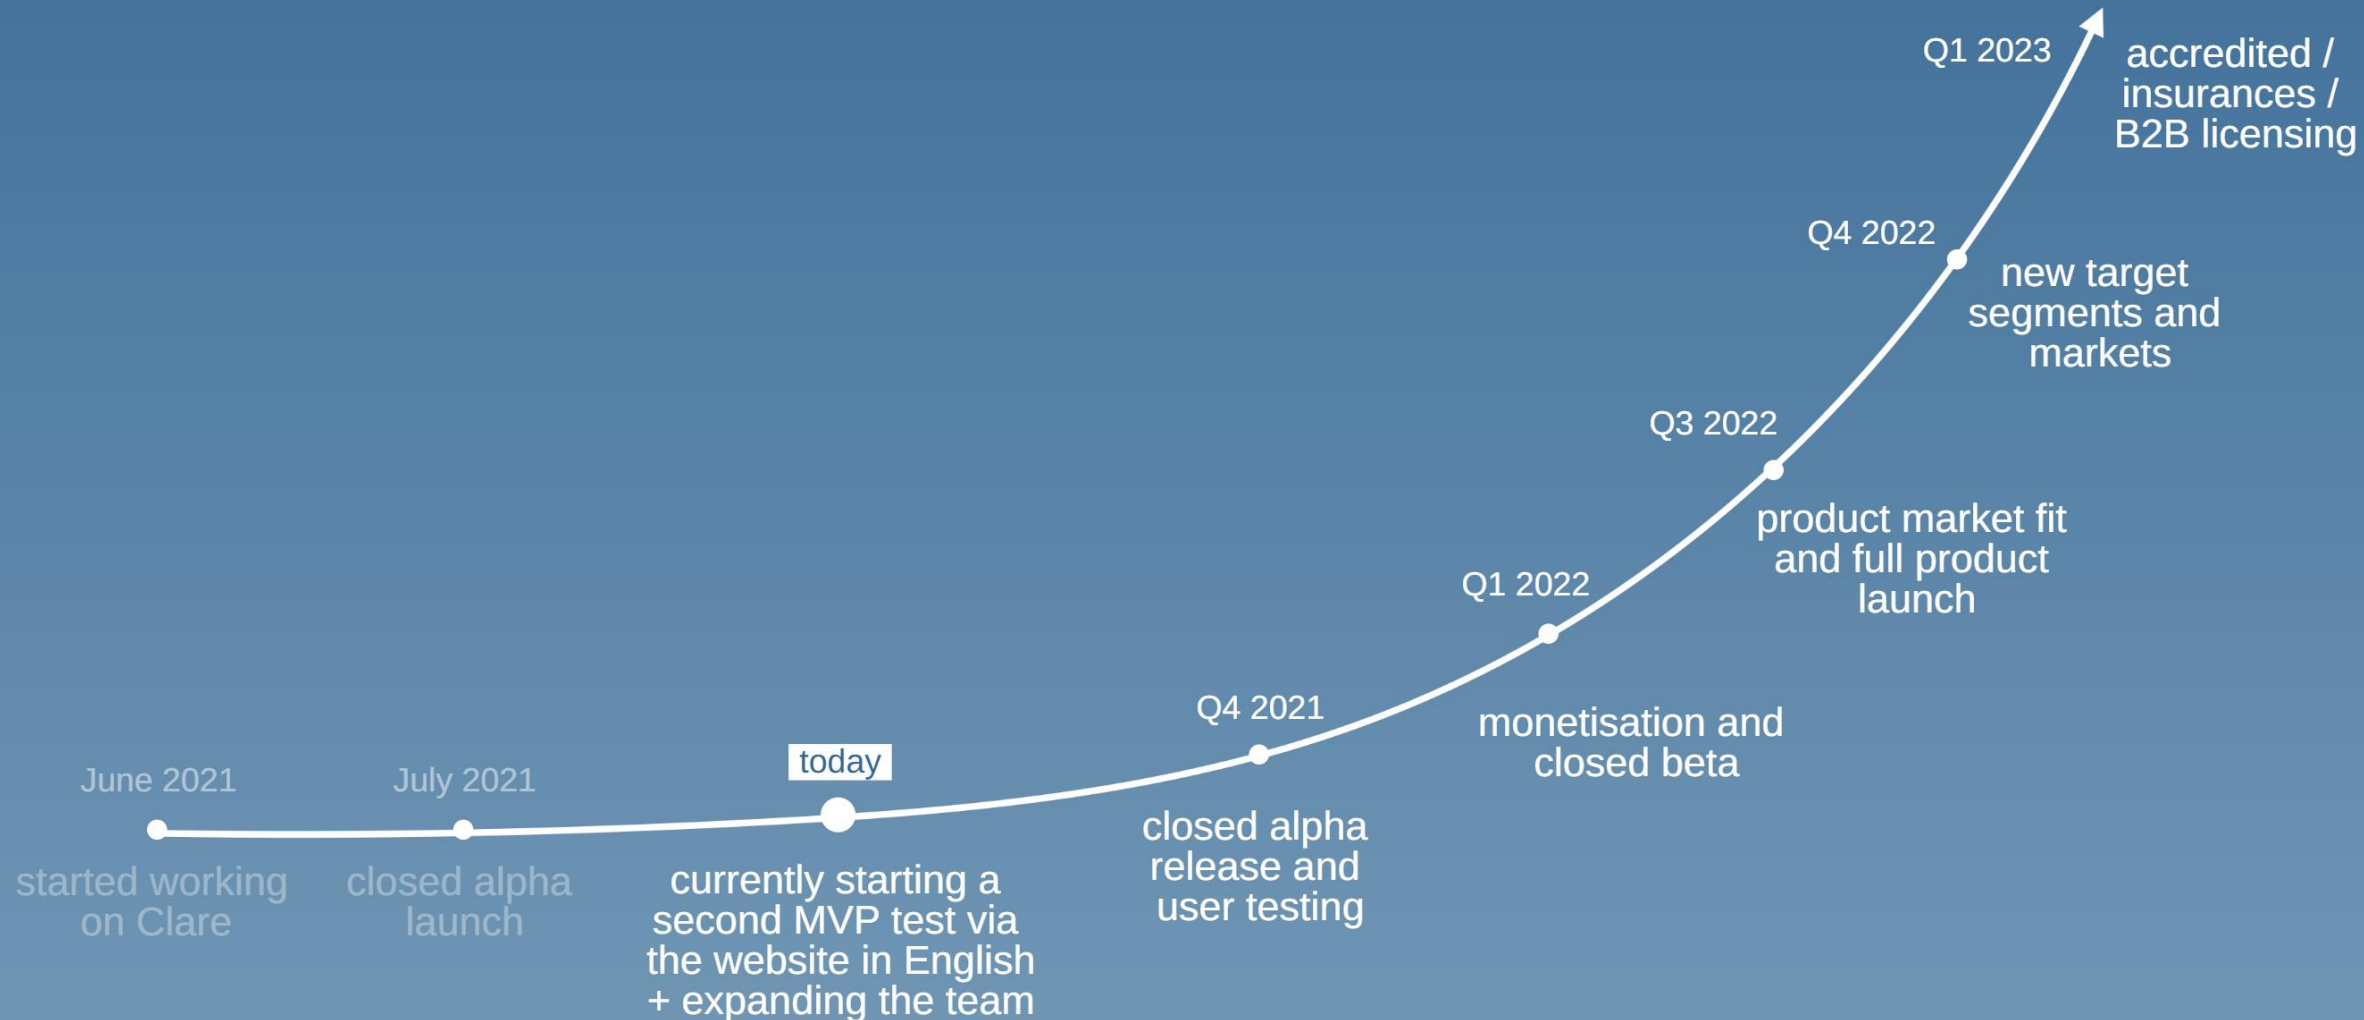 June 2021
started working
on Clare
July 2021
closed alpha
launch
today
currently starting a
second MVP test via
the website in English
+ expanding the team
Q4 2021
closed alpha
release and
user testing
Q1 2022
monetisation and
closed beta
Q3 2022
product market fit
and full product
launch
Q4 2022
new target
segments and
markets
Q1 2023
accredited /
insurances /
B2B licensing